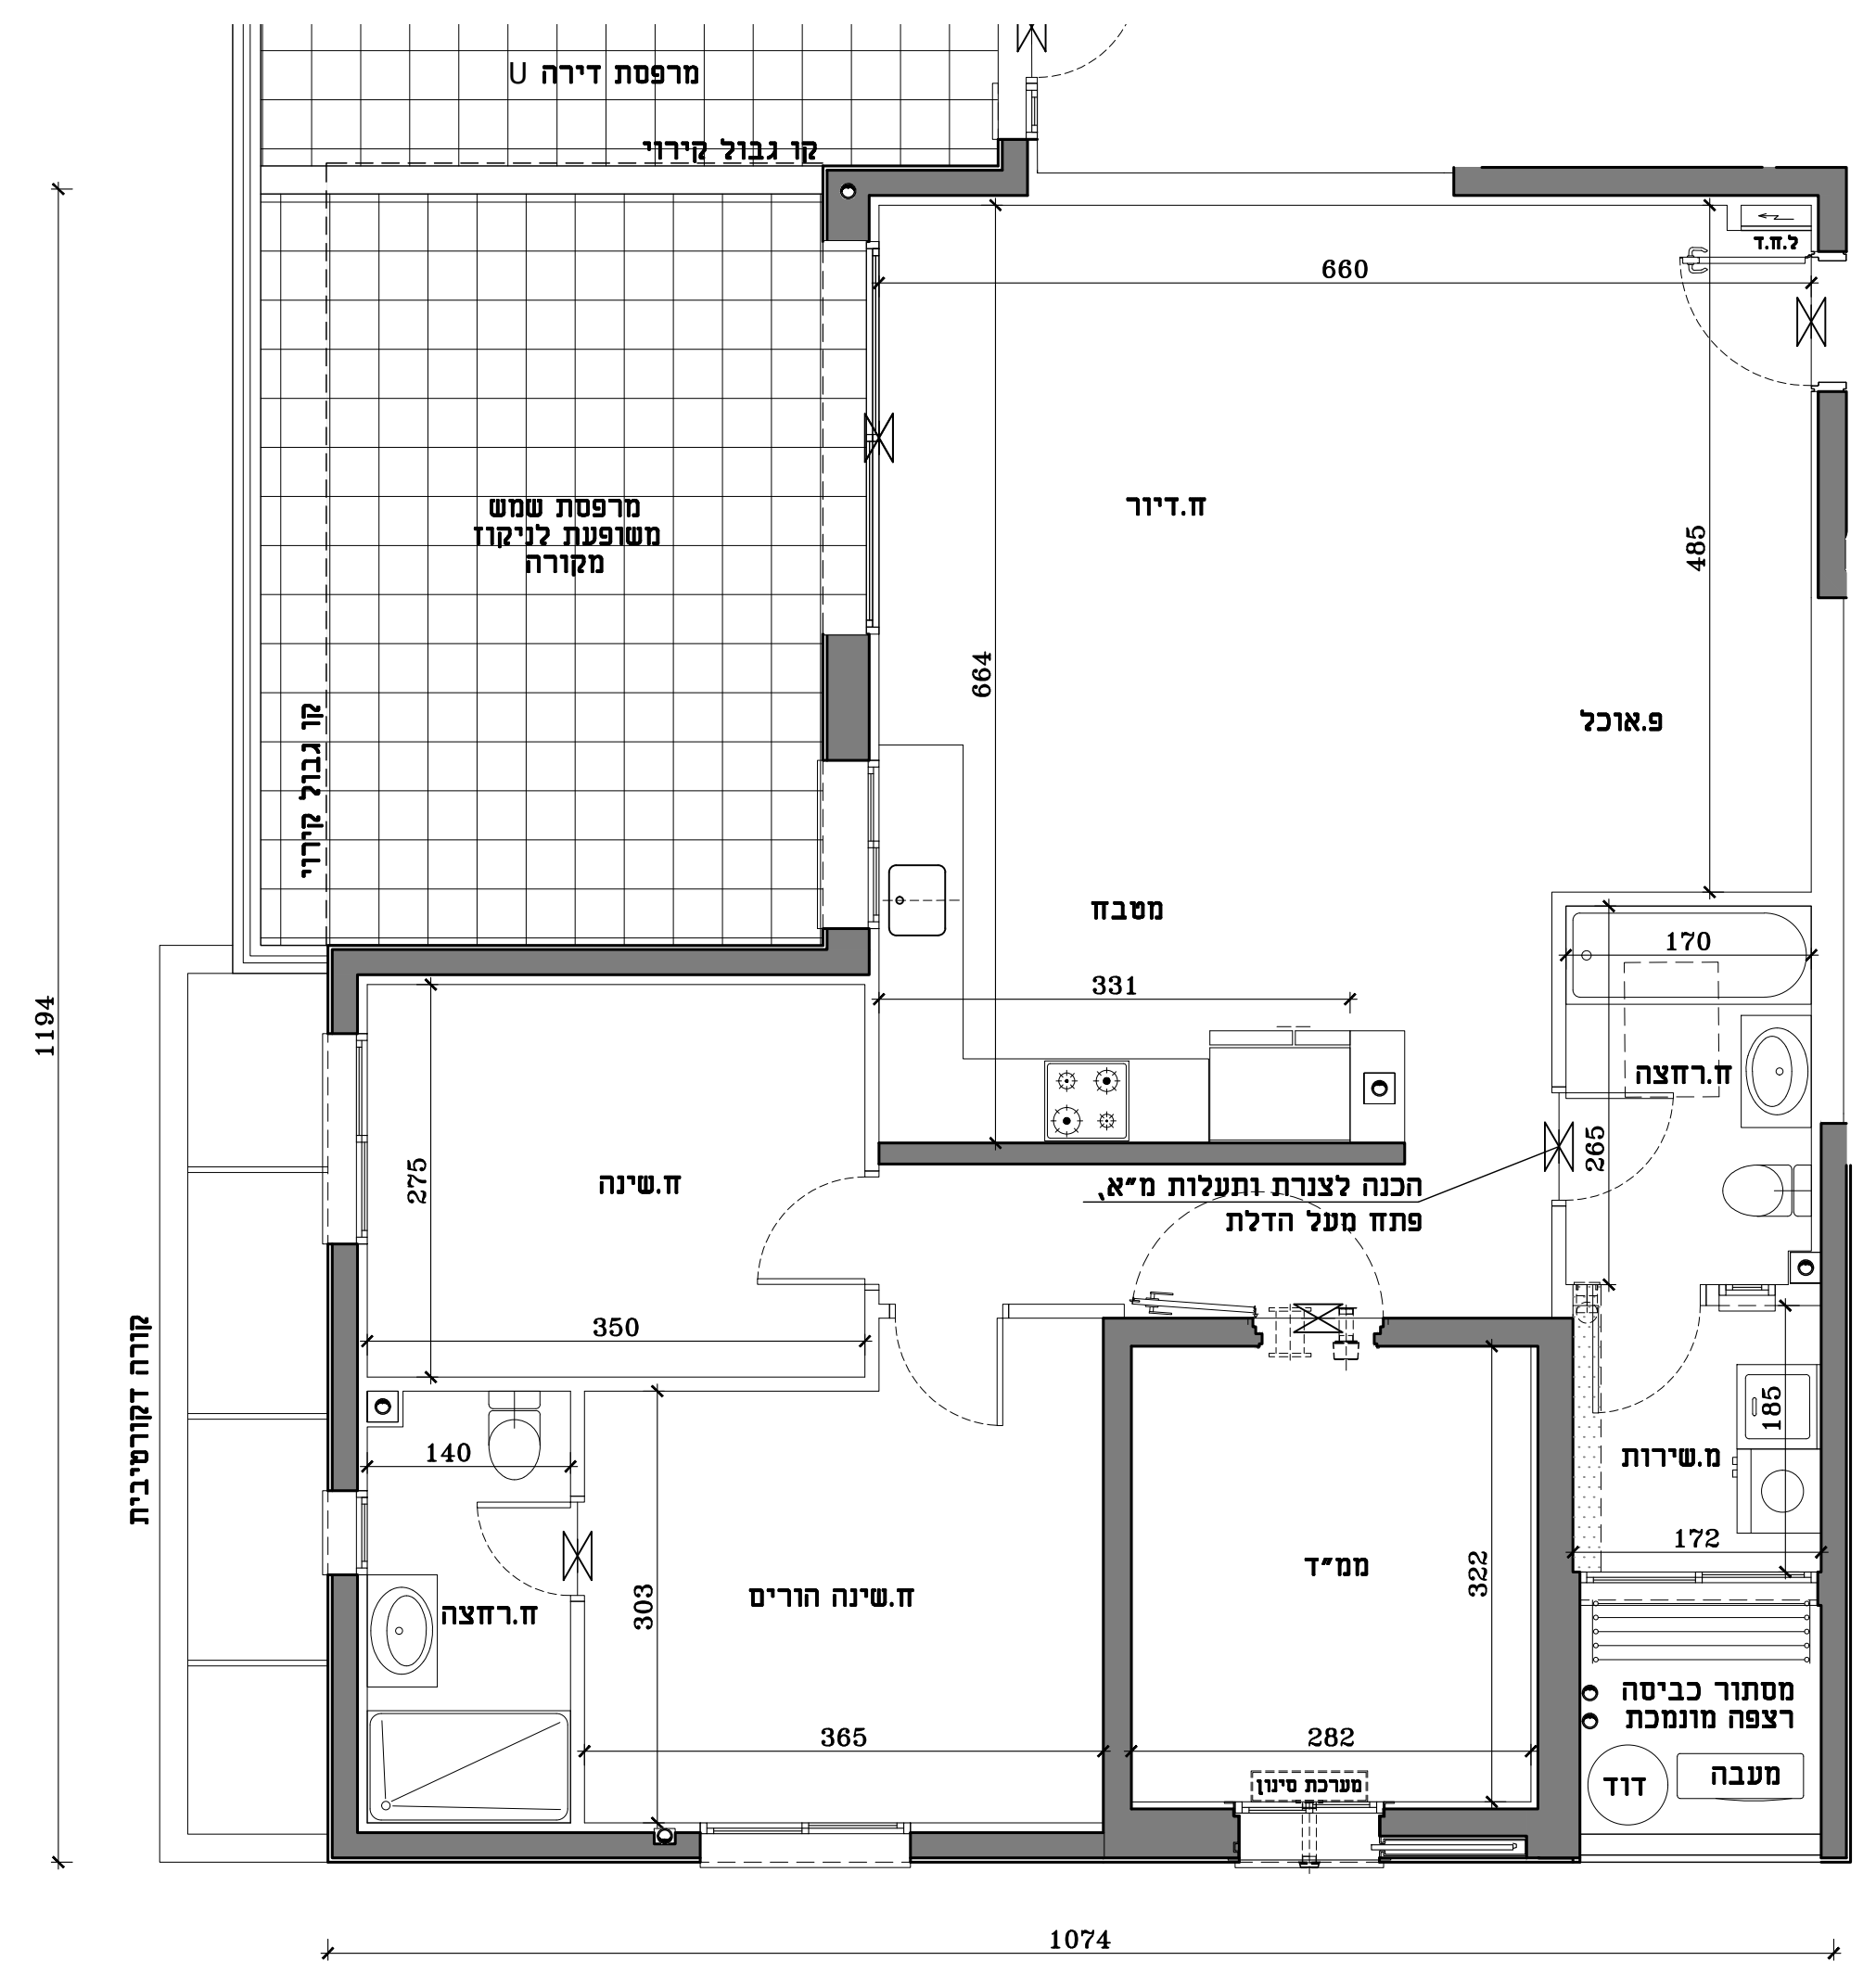 מרפסת דירה U
קו גבול קירוי
ל.ח.ד
660
מרפסת שמש
משופעת לניקוז
מקורה
ח.דיור
485
664
פ.אוכל
קו גבול קירוי
מטבח
170
331
1194
ח.רחצה
265
275
ח.שינה
הכנה לצנרת ותעלות מ״א,
פתח מעל הדלת
350
קורה דקורטיבית
140
185
מ.שירות
172
ממ״ד
322
303
ח.שינה הורים
ח.רחצה
מסתור כביסה
רצפה מונמכת
365
282
מערכת סינון
דוד
מעבה
1074